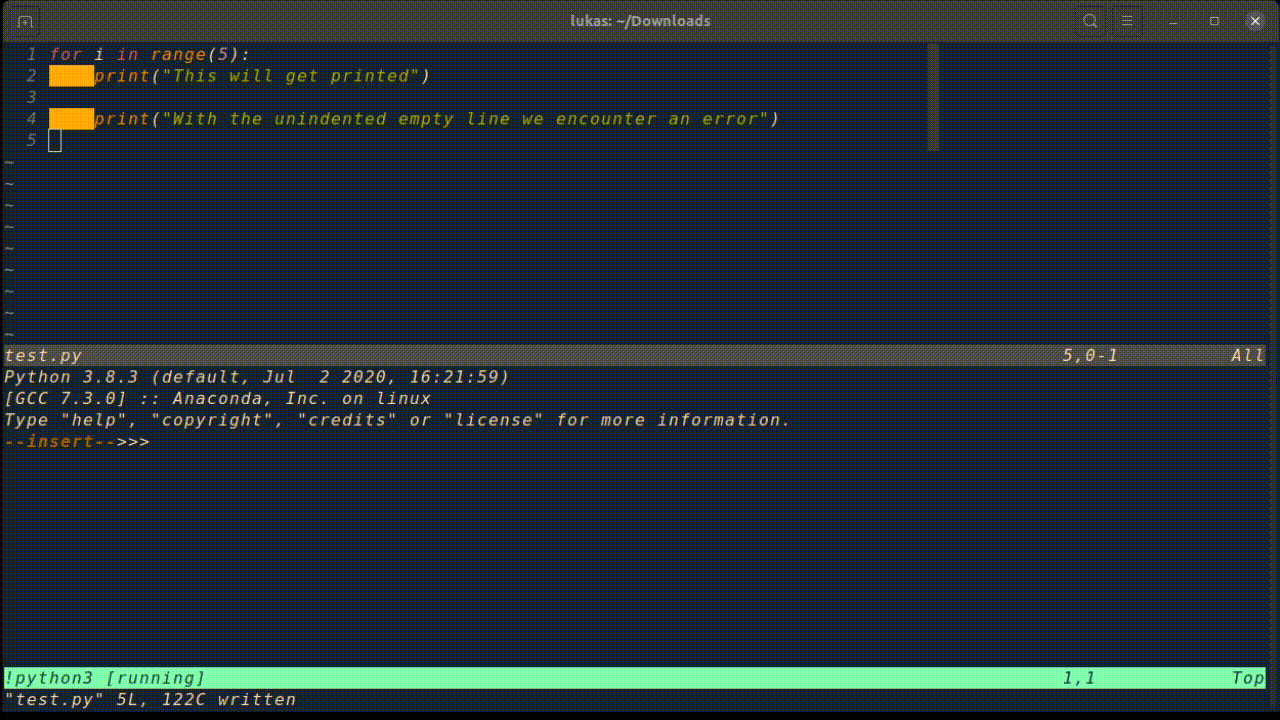 lukas: ~/Downloads
1 for i in range(5):
2     print("This will get printed")
3
4     print("With the unindented empty line we encounter an error")
5
~
~
~
~
~
~
~
~
~
test.py 5,0-1 All
Python 3.8.3 (default, Jul  2 2020, 16:21:59)
[GCC 7.3.0] :: Anaconda, Inc. on linux
Type "help", "copyright", "credits" or "license" for more information.
--insert-->>>
!python3 [running] 1,1 Top
"test.py" 5L, 122C written